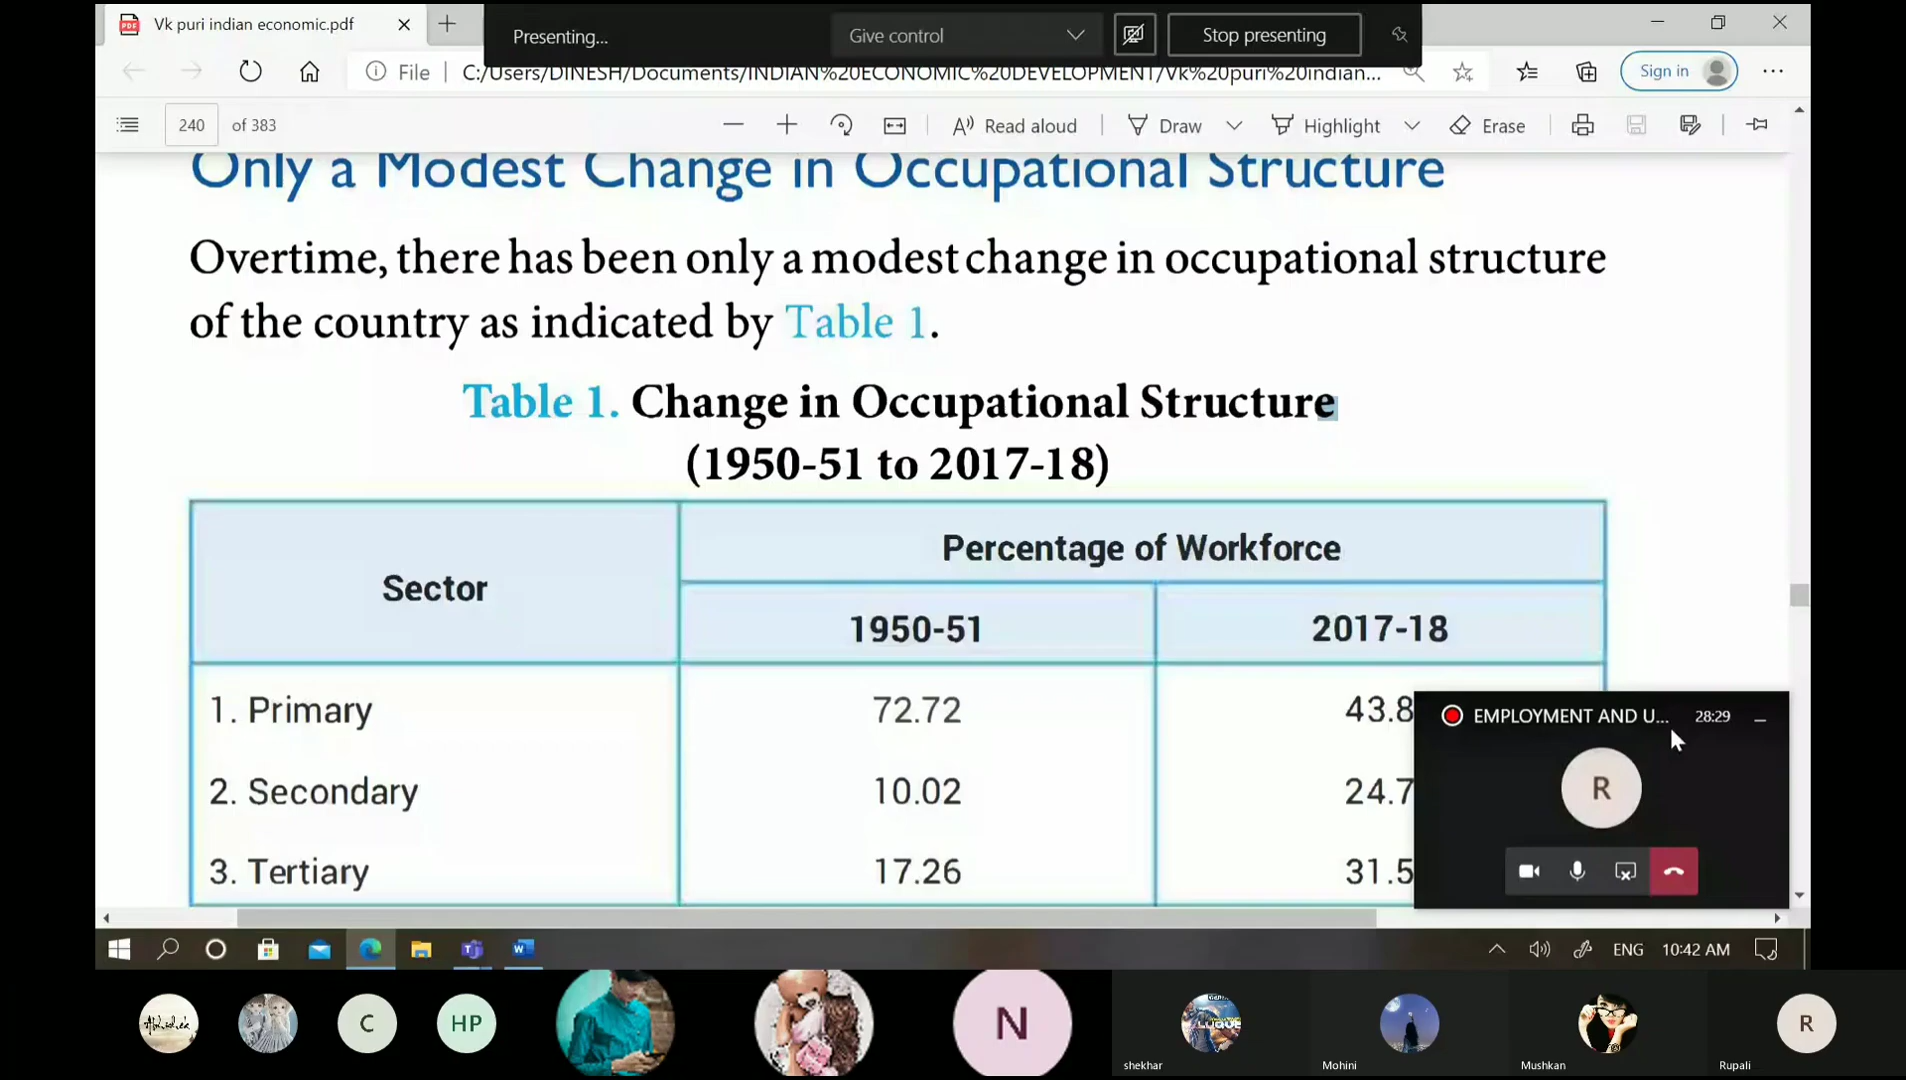 Vk puri indian economic.pdf
Presenting...
Give control
Stop presenting
File
C:/Users/DINESH/Documents/INDIAN%20ECONOMIC%20DEVELOPMENT/Vk%20puri%20indian...
Sign in
240 of 383
Read aloud
Draw
Highlight
Erase
Only a Modest Change in Occupational Structure
Overtime, there has been only a modest change in occupational structure
of the country as indicated by Table 1.
Table 1. Change in Occupational Structure
(1950-51 to 2017-18)
Sector
Percentage of Workforce
1950-51
2017-18
1. Primary 72.72 43.8
2. Secondary 10.02 24.7
3. Tertiary 17.26 31.5
EMPLOYMENT AND U... 28:29
R
ENG 10:42 AM
Abhishek
C
HP
N
R
shekhar
Mohini
Mushkan
Rupali